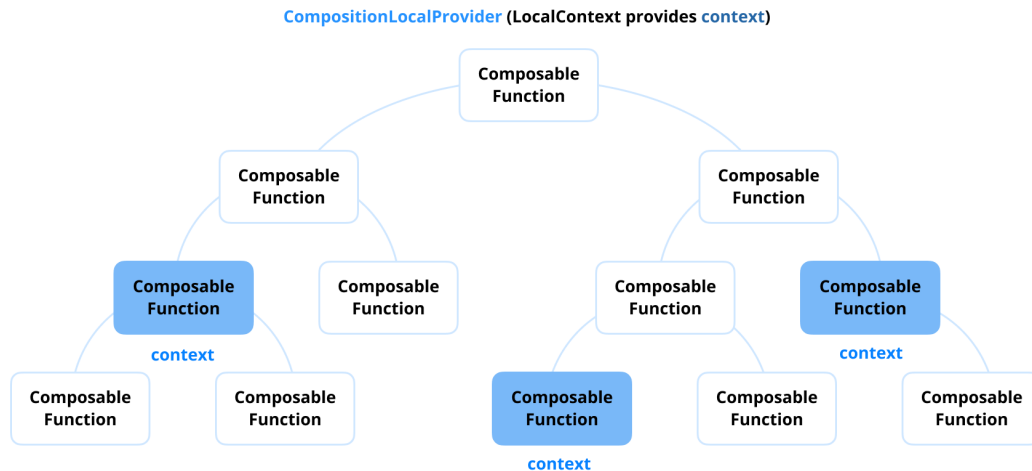 CompositionLocalProvider (LocalContext provides context)
Composable
Function
Composable
Function
Composable
Function
Composable
Function
Composable
Function
Composable
Function
Composable
Function
context
context
Composable
Function
Composable
Function
Composable
Function
Composable
Function
Composable
Function
context